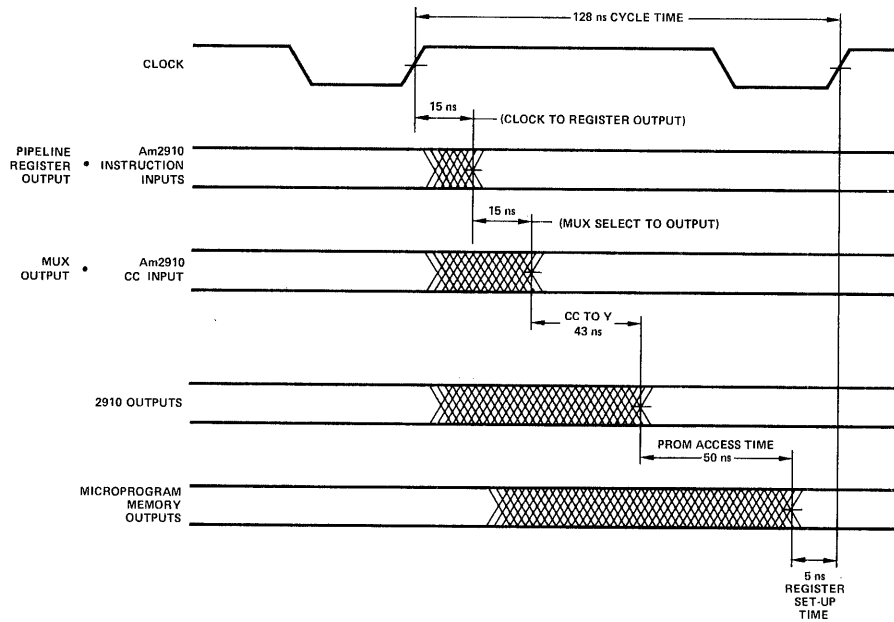 128 ns CYCLE TIME
CLOCK
15 ns
(CLOCK TO REGISTER OUTPUT)
PIPELINE
REGISTER
OUTPUT
•
Am2910
INSTRUCTION
INPUTS
15 ns
(MUX SELECT TO OUTPUT)
MUX
OUTPUT
•
Am2910
CC INPUT
CC TO Y
43 ns
2910 OUTPUTS
PROM ACCESS TIME
50 ns
MICROPROGRAM
MEMORY
OUTPUTS
5 ns
REGISTER
SET-UP
TIME